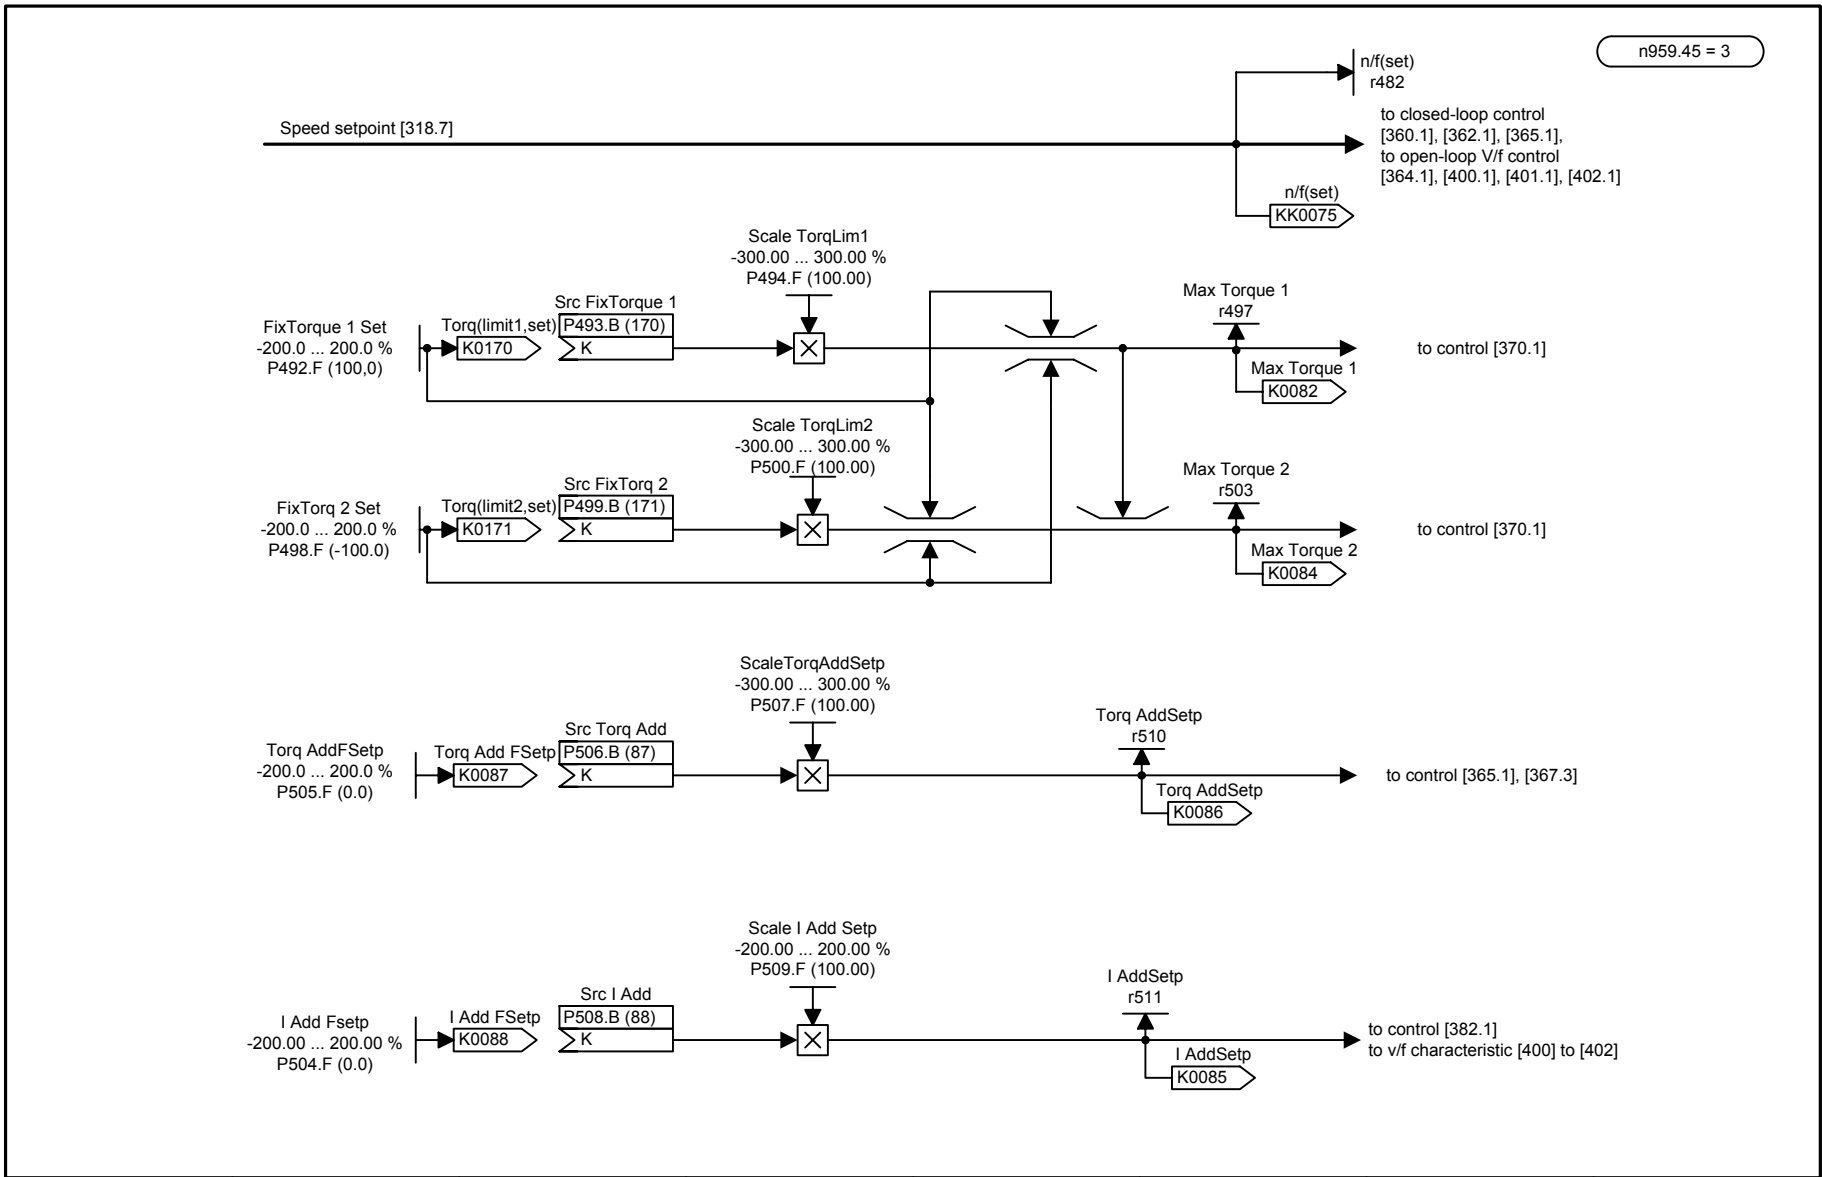 n959.45 = 3
n/f(set)
r482
Speed setpoint [318.7]
to closed-loop control
[360.1], [362.1], [365.1],
to open-loop V/f control
[364.1], [400.1], [401.1], [402.1]
n/f(set)
KK0075
Scale TorqLim1
-300.00 ... 300.00 %
P494.F (100.00)
FixTorque 1 Set
-200.0 ... 200.0 %
P492.F (100,0)
Torq(limit1,set)
K0170
Src FixTorque 1
P493.B (170)
K
Max Torque 1
r497
to control [370.1]
Max Torque 1
K0082
Scale TorqLim2
-300.00 ... 300.00 %
P500.F (100.00)
FixTorq 2 Set
-200.0 ... 200.0 %
P498.F (-100.0)
Torq(limit2,set)
K0171
Src FixTorq 2
P499.B (171)
K
Max Torque 2
r503
to control [370.1]
Max Torque 2
K0084
ScaleTorqAddSetp
-300.00 ... 300.00 %
P507.F (100.00)
Torq AddFSetp
-200.0 ... 200.0 %
P505.F (0.0)
Torq Add FSetp
K0087
Src Torq Add
P506.B (87)
K
Torq AddSetp
r510
to control [365.1], [367.3]
Torq AddSetp
K0086
Scale I Add Setp
-200.00 ... 200.00 %
P509.F (100.00)
I Add Fsetp
-200.00 ... 200.00 %
P504.F (0.0)
I Add FSetp
K0088
Src I Add
P508.B (88)
K
I AddSetp
r511
to control [382.1]
to v/f characteristic [400] to [402]
I AddSetp
K0085